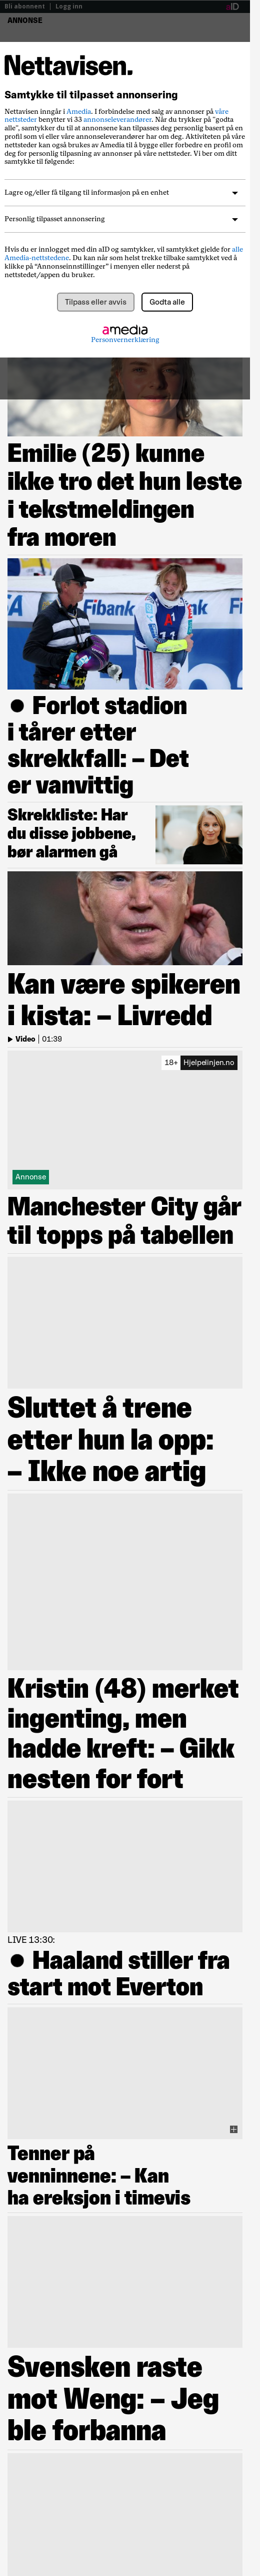 Bli abonnent | Logg inn
aID
ANNONSE
Nettavisen.
Samtykke til tilpasset annonsering
Nettavisen inngår i Amedia. I forbindelse med salg av annonser på våre
nettsteder benytter vi 33 annonseleverandører. Når du trykker på "godta
alle", samtykker du til at annonsene kan tilpasses deg personlig basert på en
profil som vi eller våre annonseledd har om deg. Aktiviteten på våre
nettsteder kan også brukes av Amedia til å bygge eller forbedre en profil om
deg for personlig tilpasning av annonser på våre nettsteder. Vi ber om ditt
samtykke til følgende:
Lagre og/eller få tilgang til informasjon på en enhet
Personlig tilpasset annonsering
Hvis du er innlogget med din aID og samtykker, vil samtykket gjelde for alle
Amedia-nettstedene. Du kan når som helst trekke tilbake samtykket ved å
klikke på “Annonseinnstillinger” i menyen eller nederst på
nettstedet/appen du bruker.
Tilpass eller avvis
Godta alle
amedia
Personvernerklæring
Emilie (25) kunne
ikke tro det hun leste
i tekstmeldingen
fra moren
Fibank
Fibank
Forlot stadion
i tårer etter
skrekkfall: – Det
er vanvittig
Skrekkliste: Har
du disse jobbene,
bør alarmen gå
Kan være spikeren
i kista: – Livredd
Video | 01:39
18+ Hjelpelinjen.no
Annonse
Manchester City går
til topps på tabellen
Sluttet å trene
etter hun la opp:
– Ikke noe artig
Kristin (48) merket
ingenting, men
hadde kreft: – Gikk
nesten for fort
LIVE 13:30:
Haaland stiller fra
start mot Everton
Tenner på
venninnene: – Kan
ha ereksjon i timevis
Svensken raste
mot Weng: – Jeg
ble forbanna